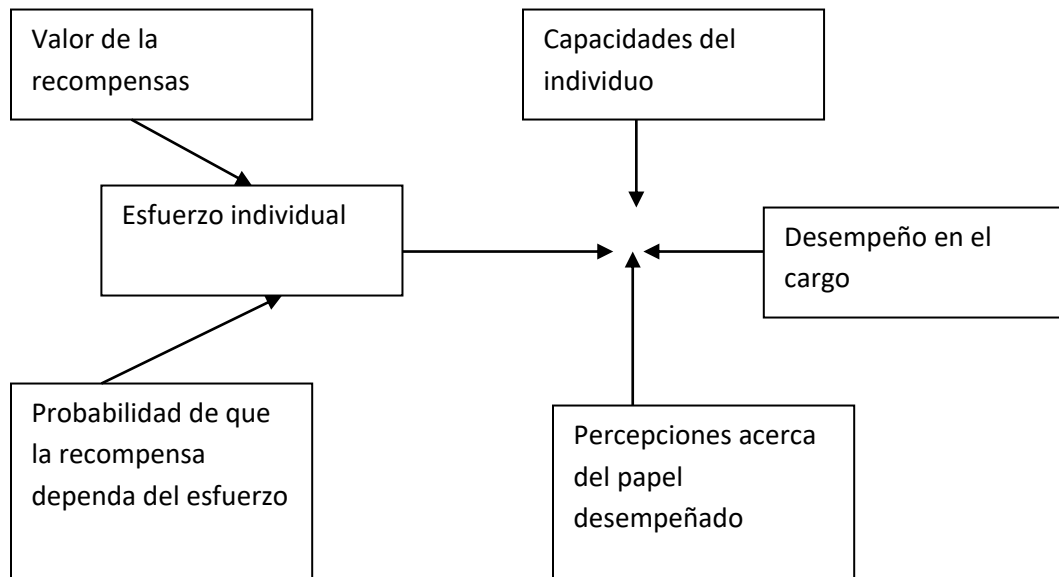 Valor de la
recompensas
Capacidades del
individuo
Esfuerzo individual
Desempeño en el
cargo
Probabilidad de que
la recompensa
dependa del esfuerzo
Percepciones acerca
del papel
desempeñado